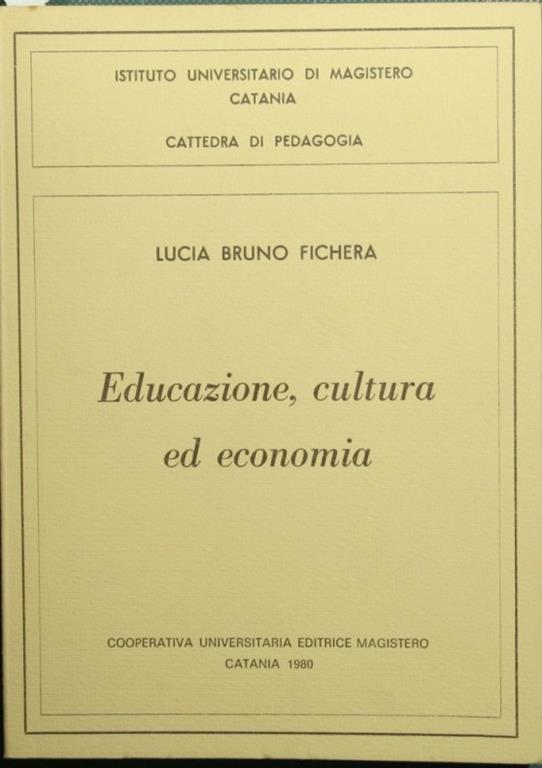 ISTITUTO UNIVERSITARIO DI MAGISTERO
CATANIA
CATTEDRA DI PEDAGOGIA
LUCIA BRUNO FICHERA
Educazione, cultura
ed economia
COOPERATIVA UNIVERSITARIA EDITRICE MAGISTERO
CATANIA 1980